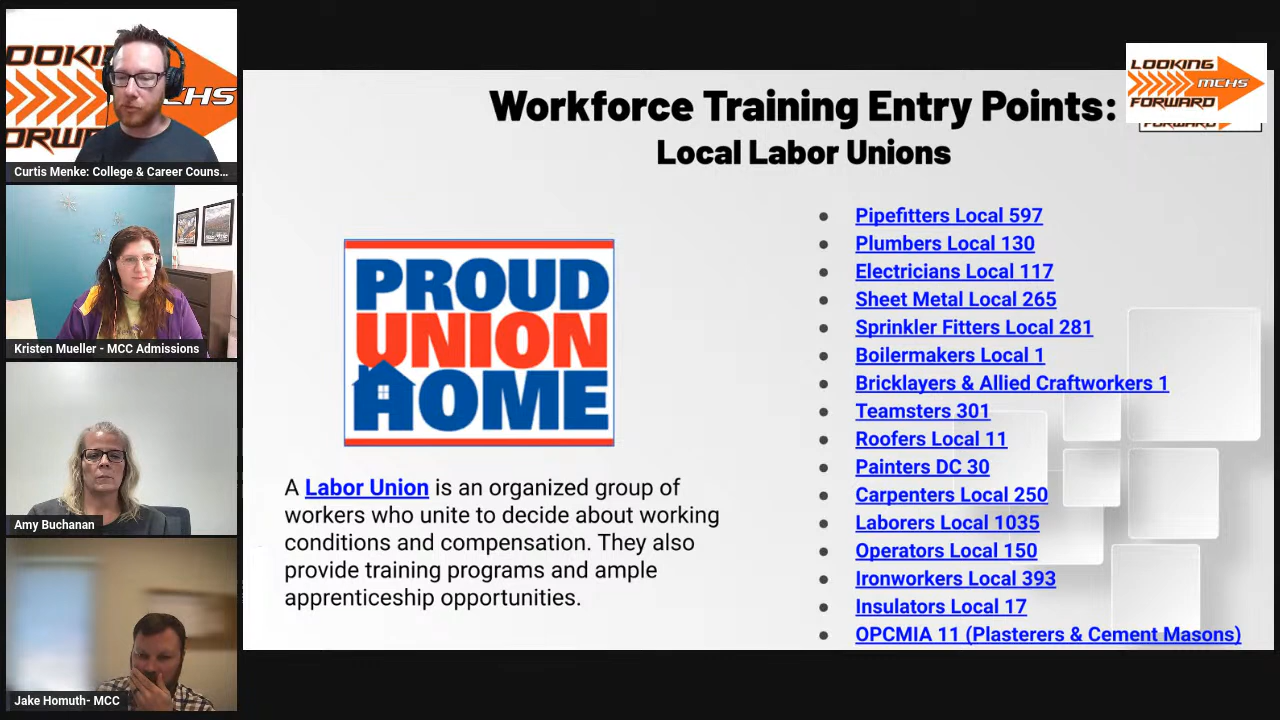 OOKIN
MCHS
FORWARD
Curtis Menke: College & Career Couns...
Kristen Mueller - MCC Admissions
Amy Buchanan
Jake Homuth- MCC
Workforce Training Entry Points:
Local Labor Unions
LOOKING
MCHS
FORWARD
FORWARD
PROUD
UNION
HOME
A Labor Union is an organized group of
workers who unite to decide about working
conditions and compensation. They also
provide training programs and ample
apprenticeship opportunities.
● Pipefitters Local 597
● Plumbers Local 130
● Electricians Local 117
● Sheet Metal Local 265
● Sprinkler Fitters Local 281
● Boilermakers Local 1
● Bricklayers & Allied Craftworkers 1
● Teamsters 301
● Roofers Local 11
● Painters DC 30
● Carpenters Local 250
● Laborers Local 1035
● Operators Local 150
● Ironworkers Local 393
● Insulators Local 17
● OPCMIA 11 (Plasterers & Cement Masons)